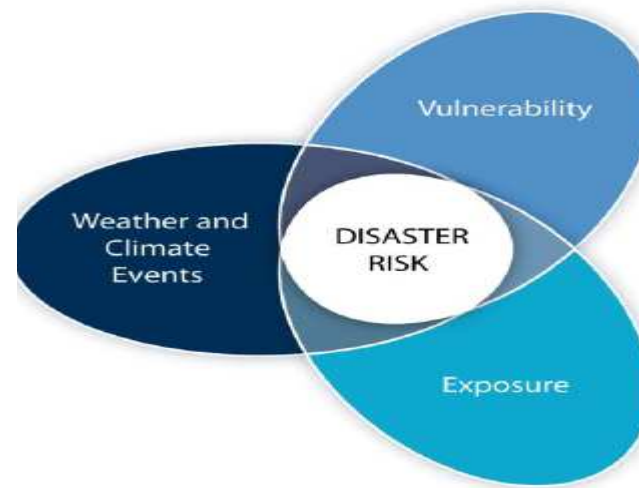 Vulnerability
Weather and
Climate
Events
DISASTER
RISK
Exposure